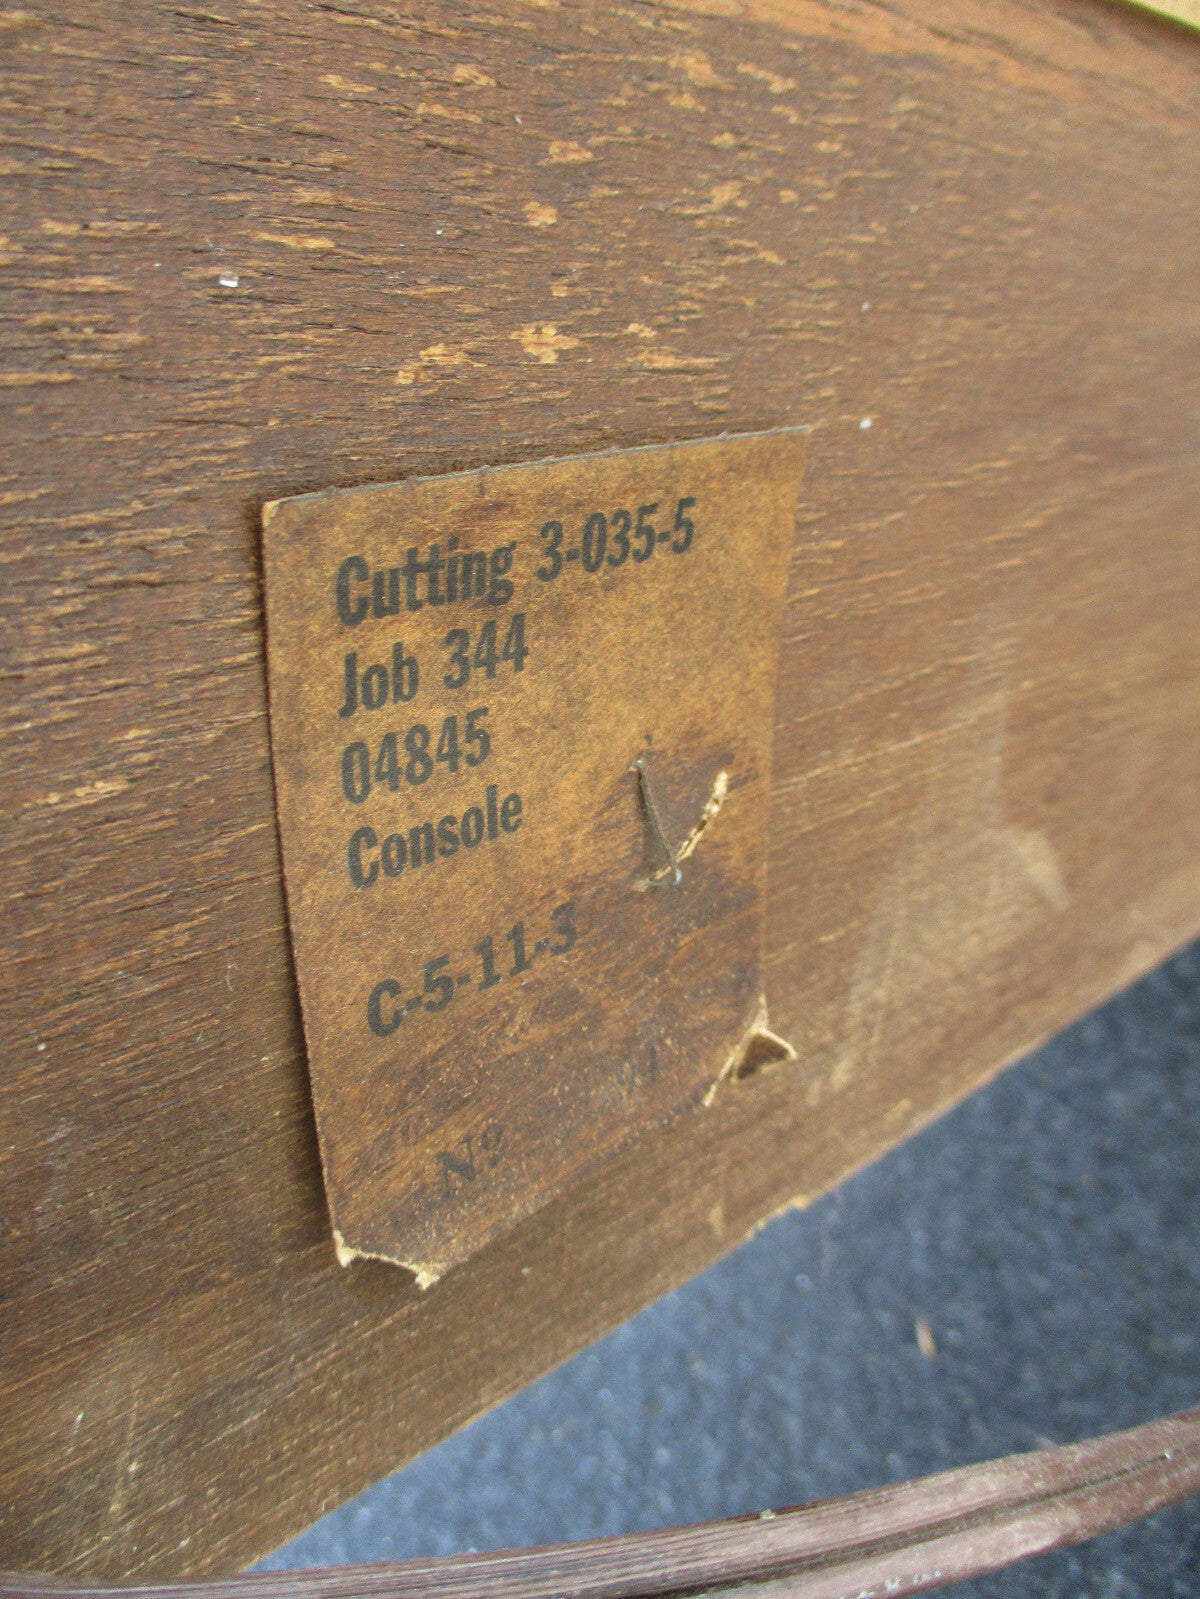 Cutting 3-035-5
Job 344
04845
Console
C-5-11-3
Nº